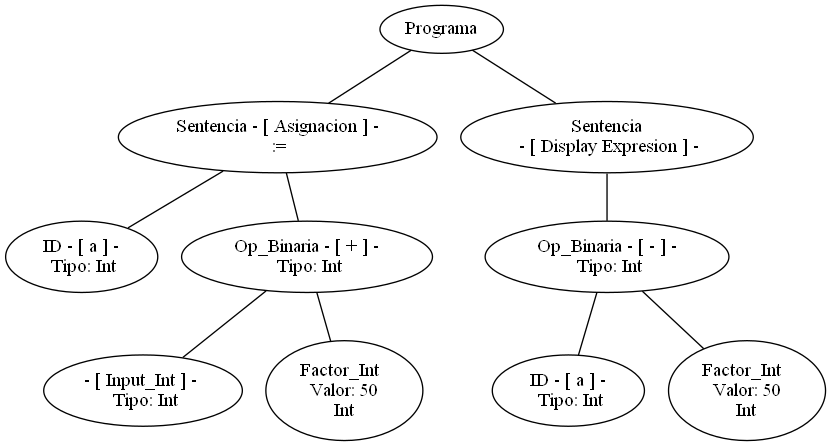 Programa
Sentencia - [ Asignacion ] -
:=
Sentencia
- [ Display Expresion ] -
ID - [ a ] -
Tipo: Int
Op_Binaria - [ + ] -
Tipo: Int
Op_Binaria - [ - ] -
Tipo: Int
- [ Input_Int ] -
Tipo: Int
Factor_Int
Valor: 50
Int
ID - [ a ] -
Tipo: Int
Factor_Int
Valor: 50
Int